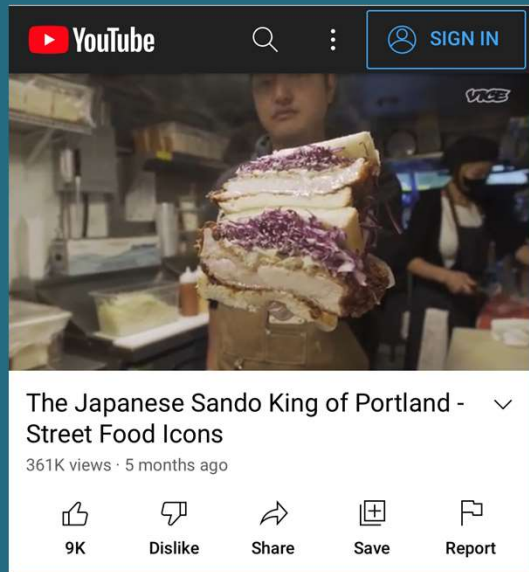 YouTube
SIGN IN
VICE
The Japanese Sando King of Portland -
Street Food Icons
361K views · 5 months ago
9K
Dislike
Share
Save
Report